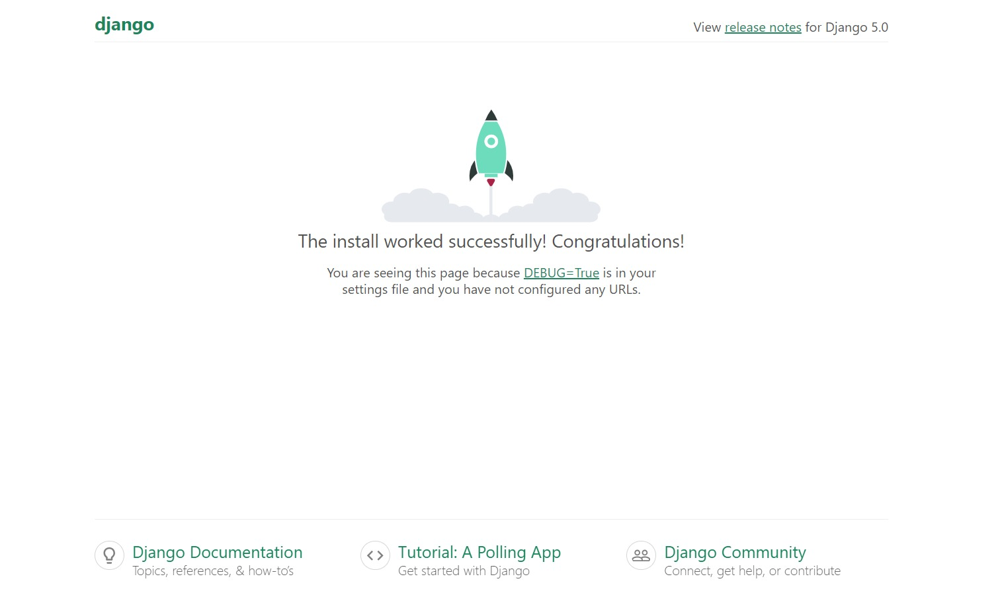 django
View release notes for Django 5.0
The install worked successfully! Congratulations!
You are seeing this page because DEBUG=True is in your
settings file and you have not configured any URLs.
Django Documentation
Topics, references, & how-to’s
Tutorial: A Polling App
Get started with Django
Django Community
Connect, get help, or contribute